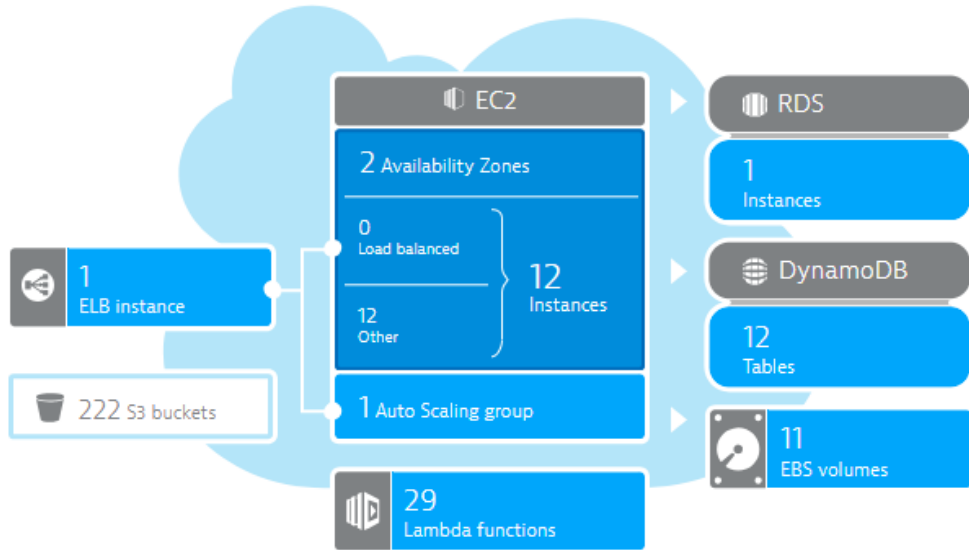 EC2
2 Availability Zones
0
Load balanced
12
Other
12
Instances
1 Auto Scaling group
1
ELB instance
222 S3 buckets
29
Lambda functions
RDS
1
Instances
DynamoDB
12
Tables
11
EBS volumes